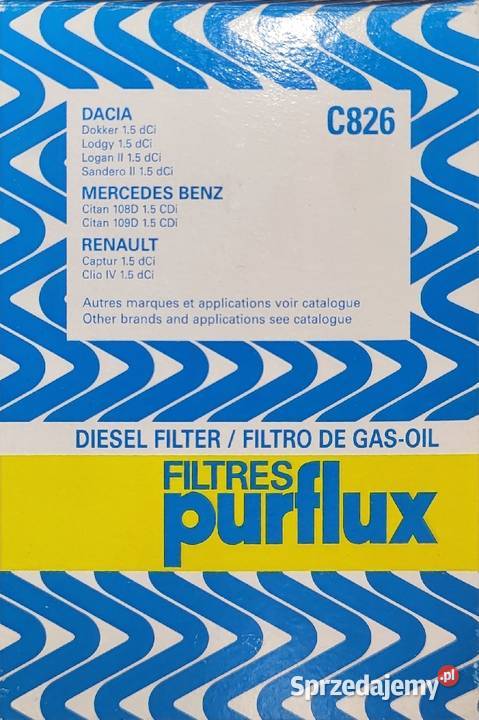 DACIA
Dokker 1.5 dCi
Lodgy 1.5 dCi
Logan II 1.5 dCi
Sandero II 1.5 dCi
C826
MERCEDES BENZ
Citan 108D 1.5 CDi
Citan 109D 1.5 CDi
RENAULT
Captur 1.5 dCi
Clio IV 1.5 dCi
Autres marques et applications voir catalogue
Other brands and applications see catalogue
DIESEL FILTER / FILTRO DE GAS-OIL
FILTRES
purflux
Sprzedajemy.pl